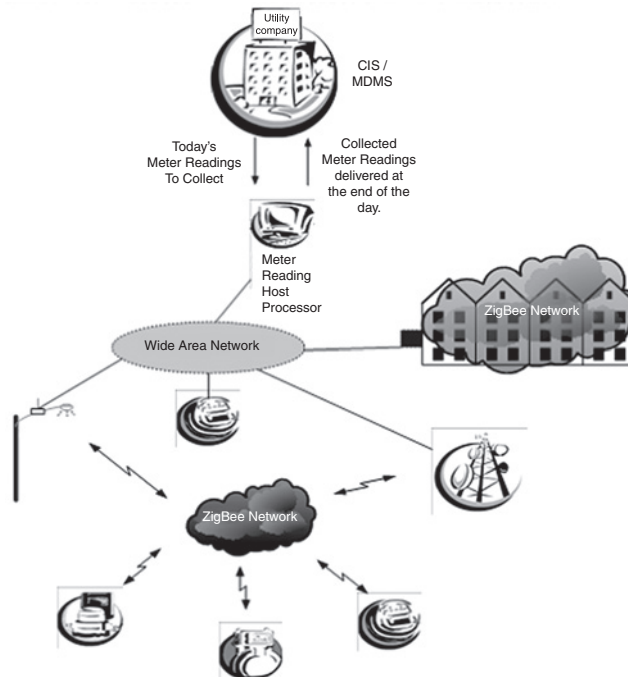 Utility
company
CIS /
MDMS
Today's
Meter Readings
To Collect
Collected
Meter Readings
delivered at
the end of the
day.
Meter
Reading
Host
Processor
ZigBee Network
Wide Area Network
ZigBee Network